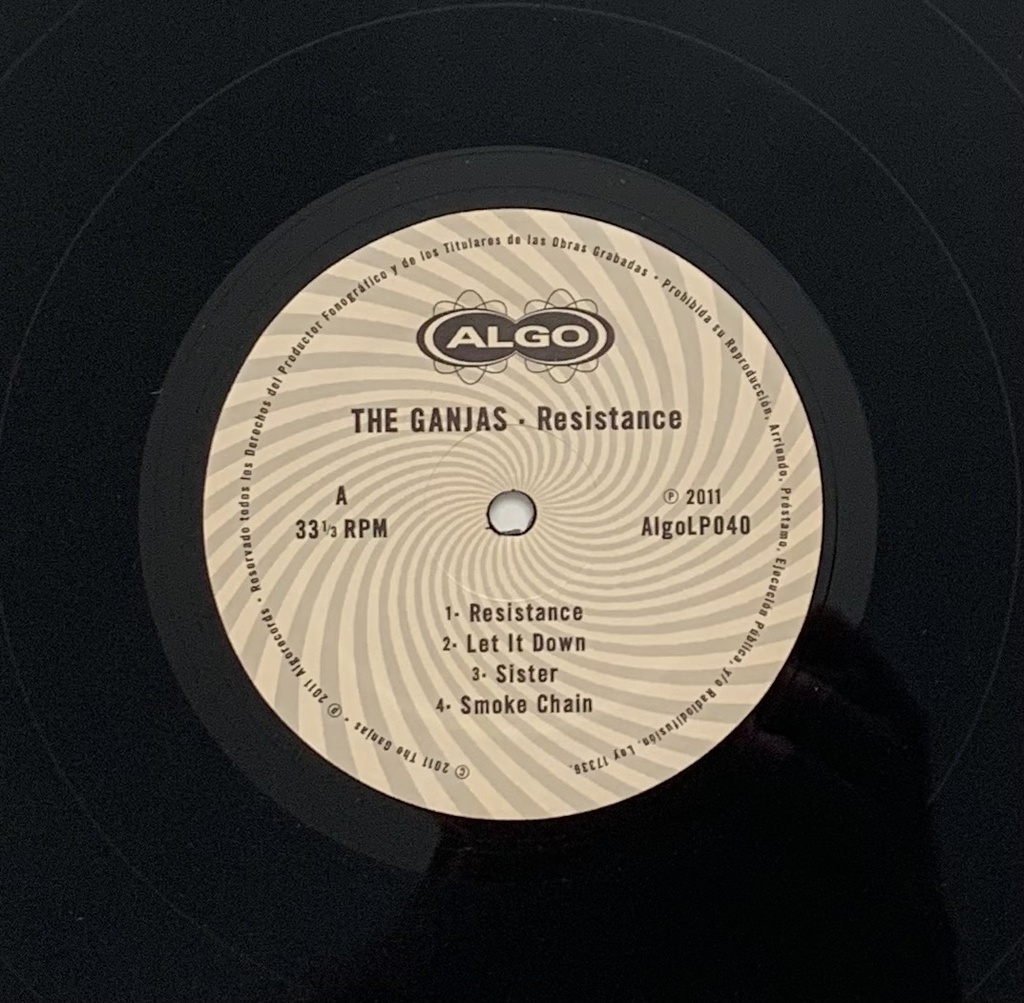 ALGO
THE GANJAS · Resistance
A
33 1/3 RPM
℗ 2011
AlgoLP040
1· Resistance
2· Let It Down
3· Sister
4· Smoke Chain
© 2011 The Ganjas · ℗ 2011 Algorecords · Reservado todos los Derechos del Productor Fonográfico y de los Titulares de las Obras Grabadas · Prohibida su Reproducción, Arriendo, Préstamo, Ejecución Pública, y/o Radiodifusión, Ley 17336.